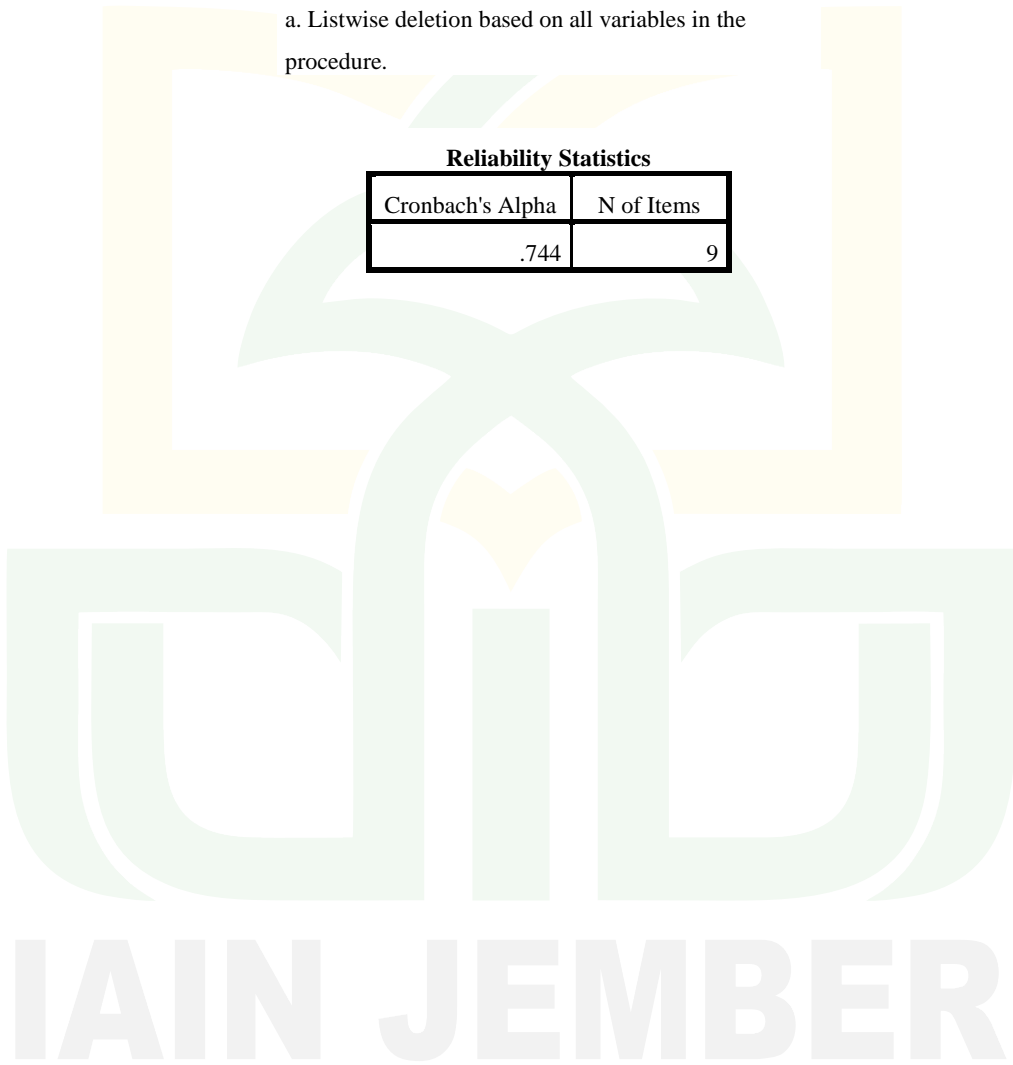 a. Listwise deletion based on all variables in the
procedure.
Reliability Statistics
Cronbach's Alpha N of Items
.744 9
IAIN JEMBER